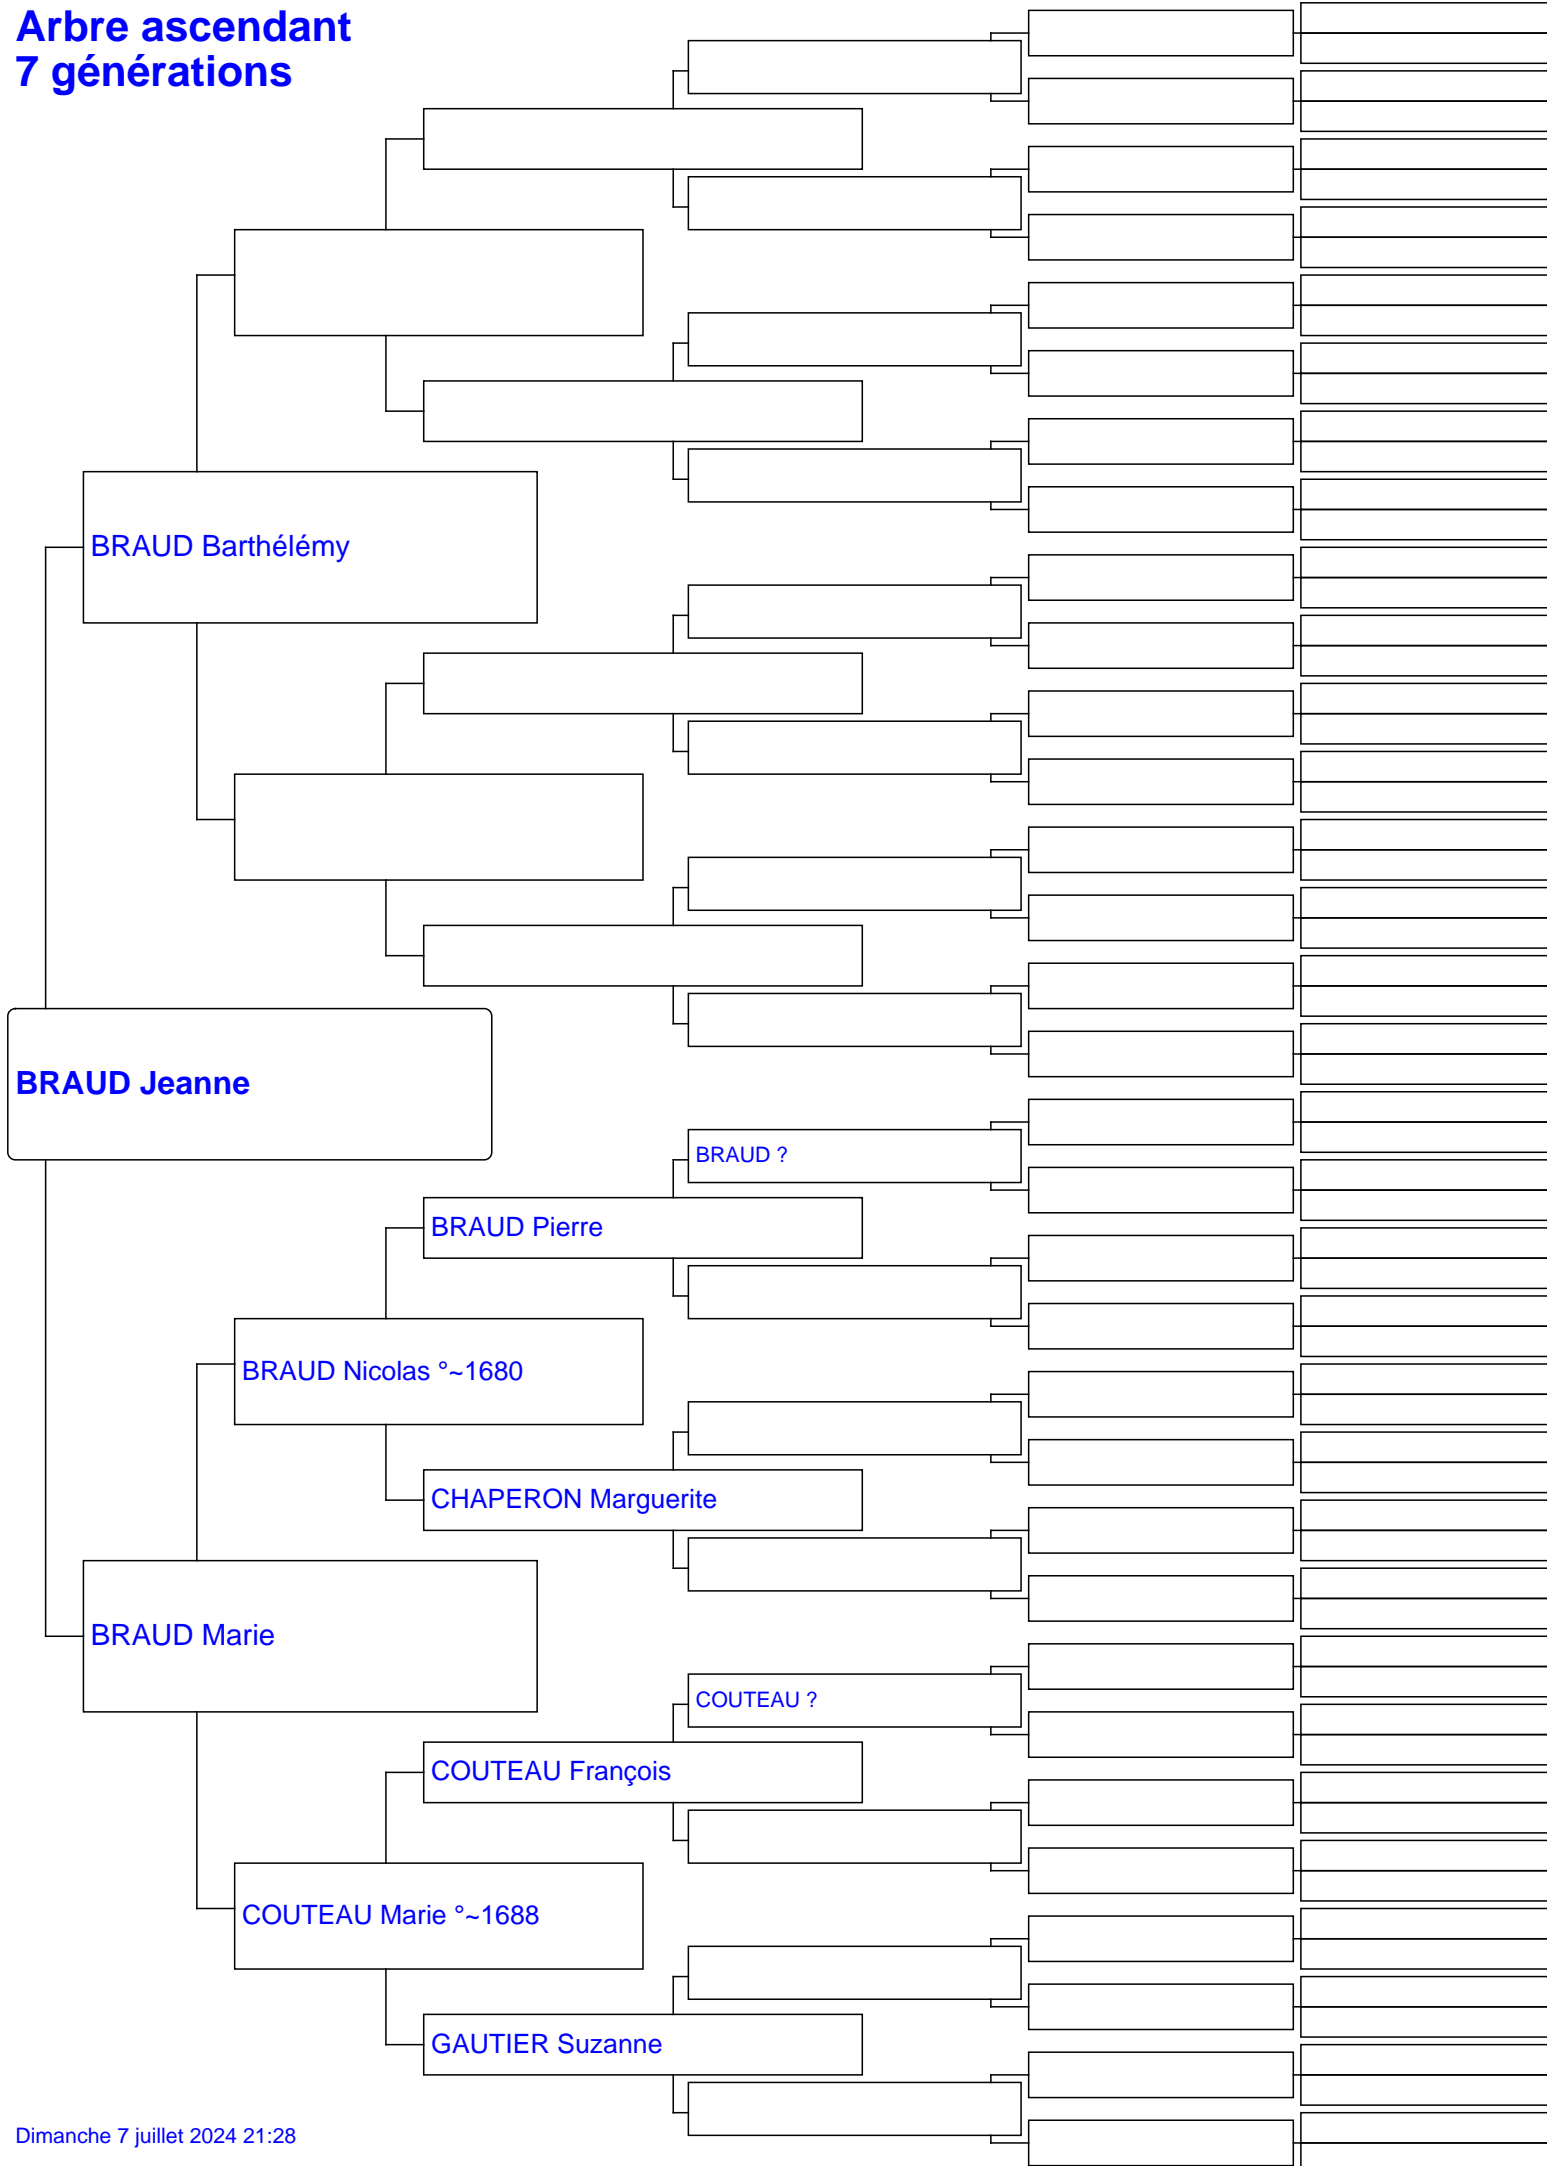 Arbre ascendant
7 générations
BRAUD Barthélémy
BRAUD Jeanne
BRAUD ?
BRAUD Pierre
BRAUD Nicolas °~1680
CHAPERON Marguerite
BRAUD Marie
COUTEAU ?
COUTEAU François
COUTEAU Marie °~1688
GAUTIER Suzanne
Dimanche 7 juillet 2024 21:28